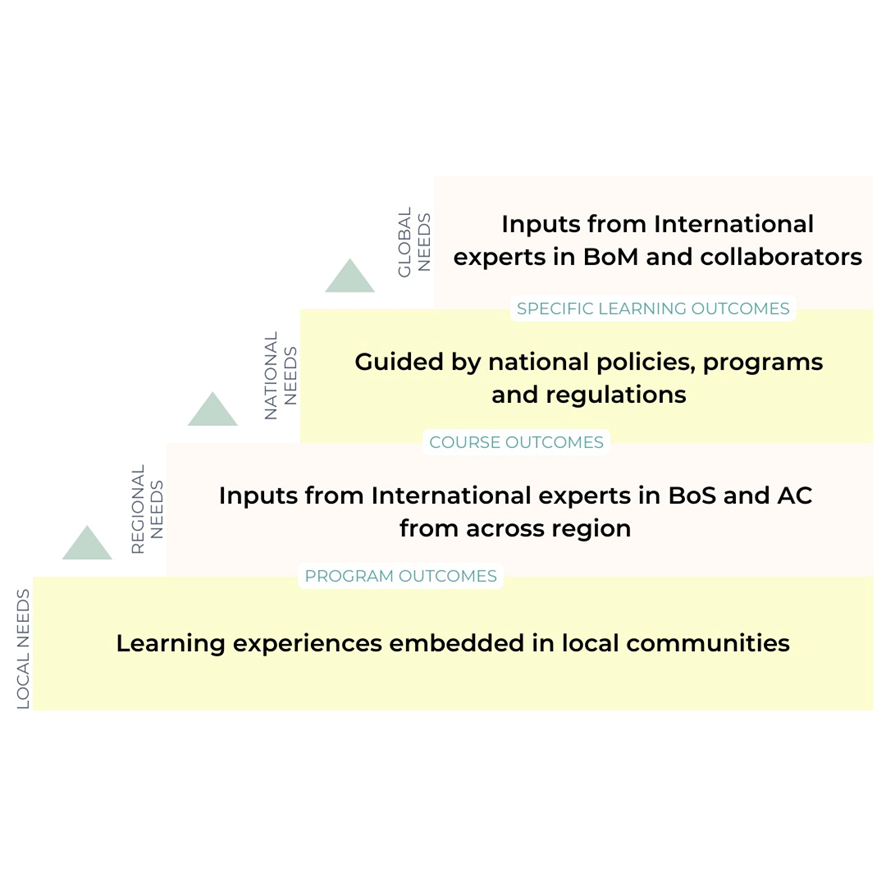 GLOBAL
NEEDS
Inputs from International
experts in BoM and collaborators
SPECIFIC LEARNING OUTCOMES
NATIONAL
NEEDS
Guided by national policies, programs
and regulations
COURSE OUTCOMES
REGIONAL
NEEDS
Inputs from International experts in BoS and AC
from across region
PROGRAM OUTCOMES
LOCAL NEEDS
Learning experiences embedded in local communities